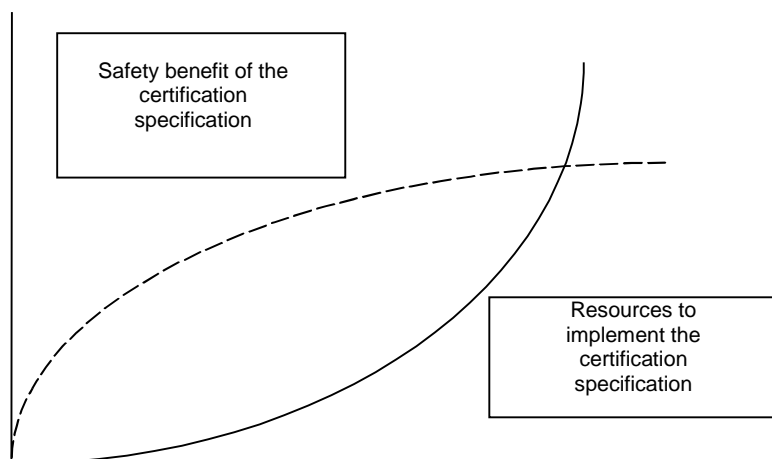 Safety benefit of the
certification
specification
Resources to
implement the
certification
specification